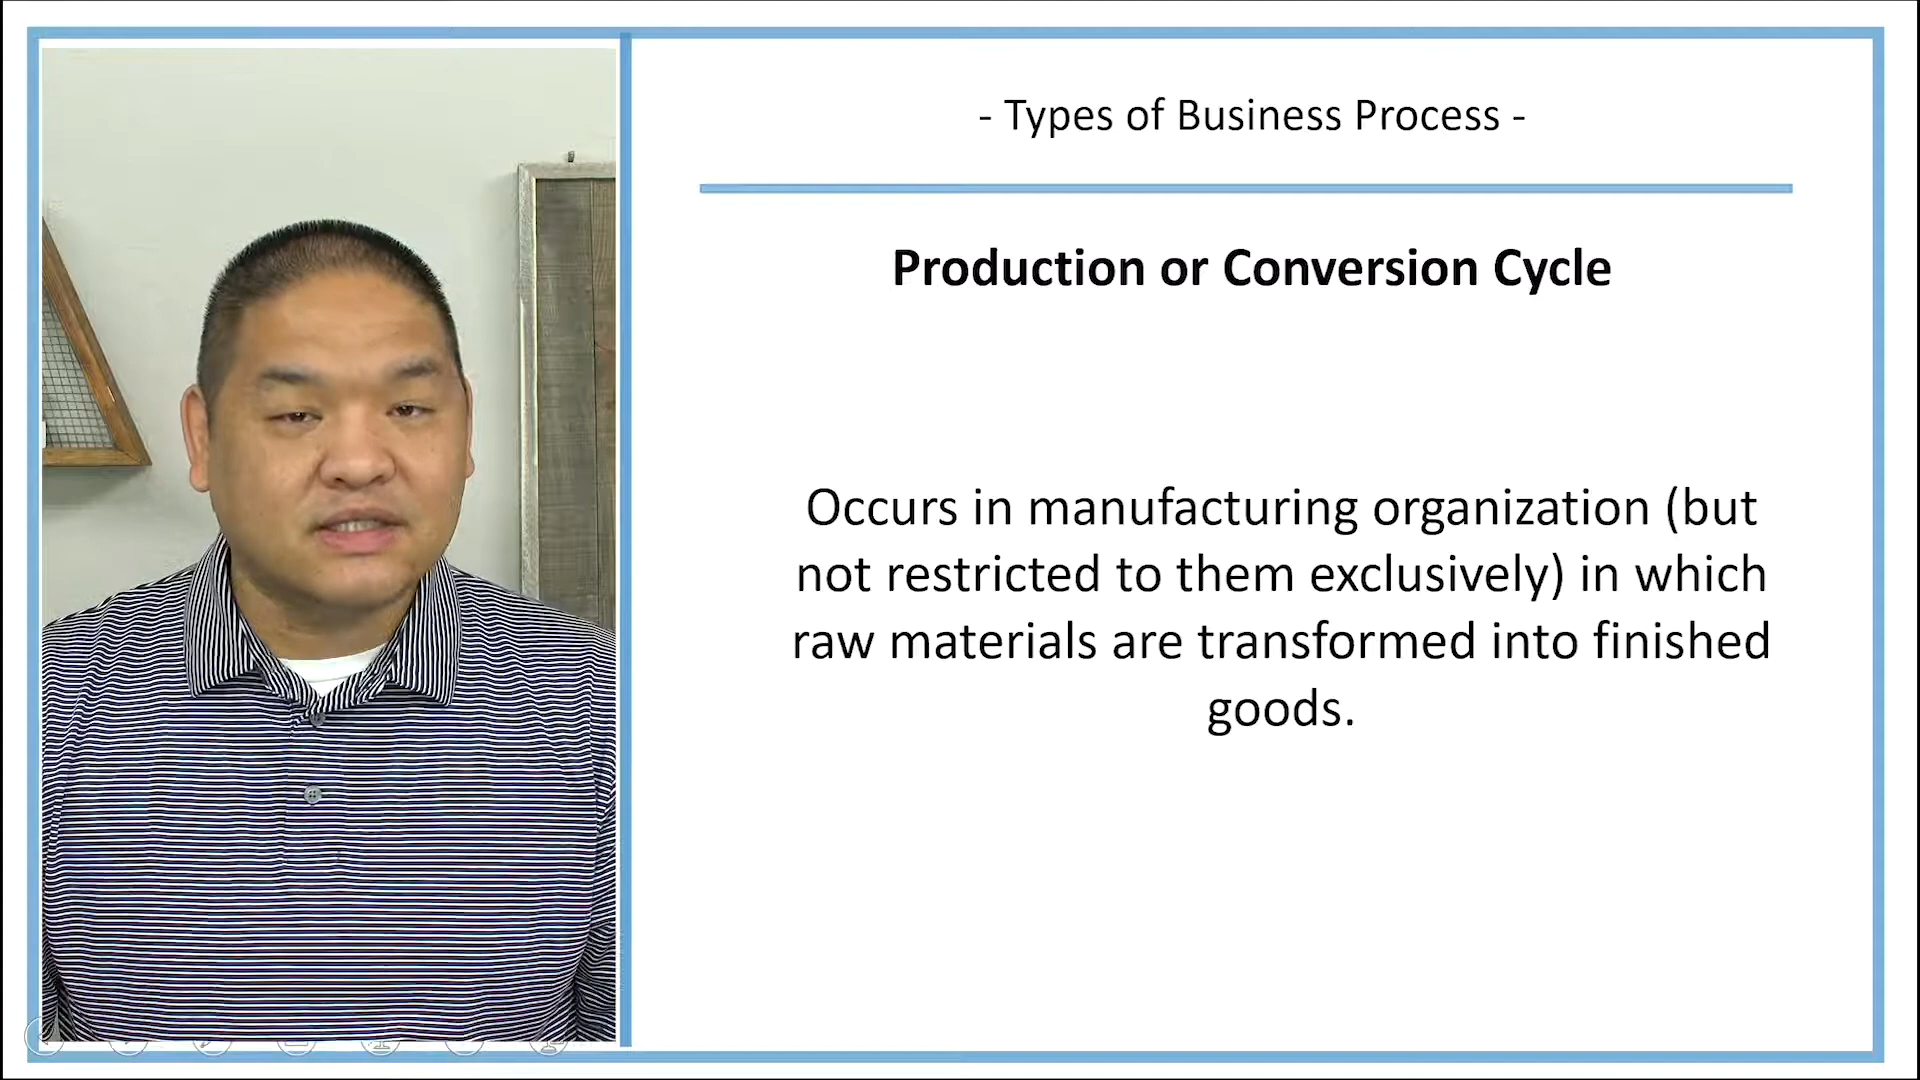 - Types of Business Process -
Production or Conversion Cycle
Occurs in manufacturing organization (but
not restricted to them exclusively) in which
raw materials are transformed into finished
goods.